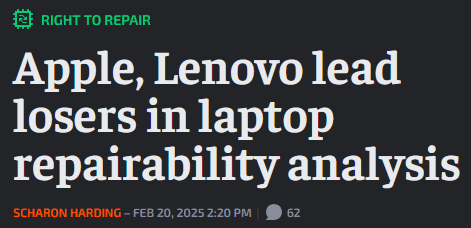 RIGHT TO REPAIR
Apple, Lenovo lead
losers in laptop
repairability analysis
SCHARON HARDING – FEB 20, 2025 2:20 PM | 62